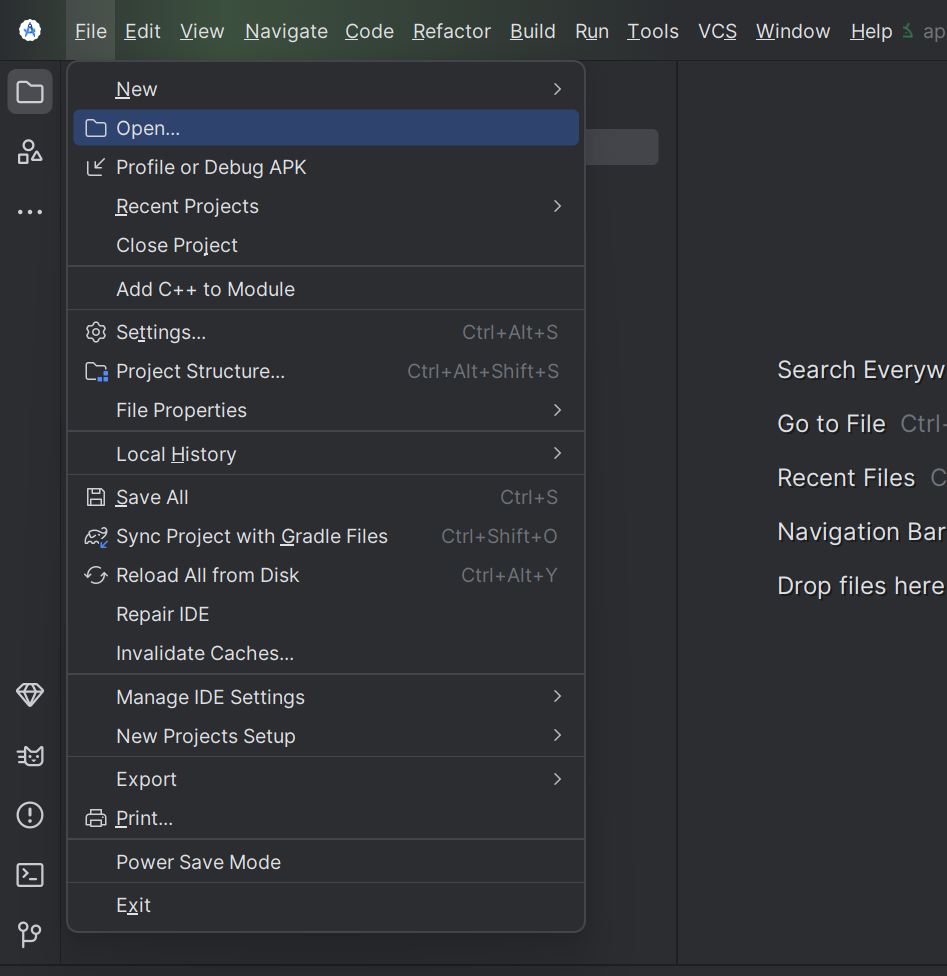 File Edit View Navigate Code Refactor Build Run Tools VCS Window Help ap
New
Open...
Profile or Debug APK
Recent Projects
Close Project
Add C++ to Module
Settings... Ctrl+Alt+S
Project Structure... Ctrl+Alt+Shift+S
File Properties
Local History
Save All Ctrl+S
Sync Project with Gradle Files Ctrl+Shift+O
Reload All from Disk Ctrl+Alt+Y
Repair IDE
Invalidate Caches...
Manage IDE Settings
New Projects Setup
Export
Print...
Power Save Mode
Exit
Search Everyw
Go to File Ctrl+
Recent Files C
Navigation Bar
Drop files here